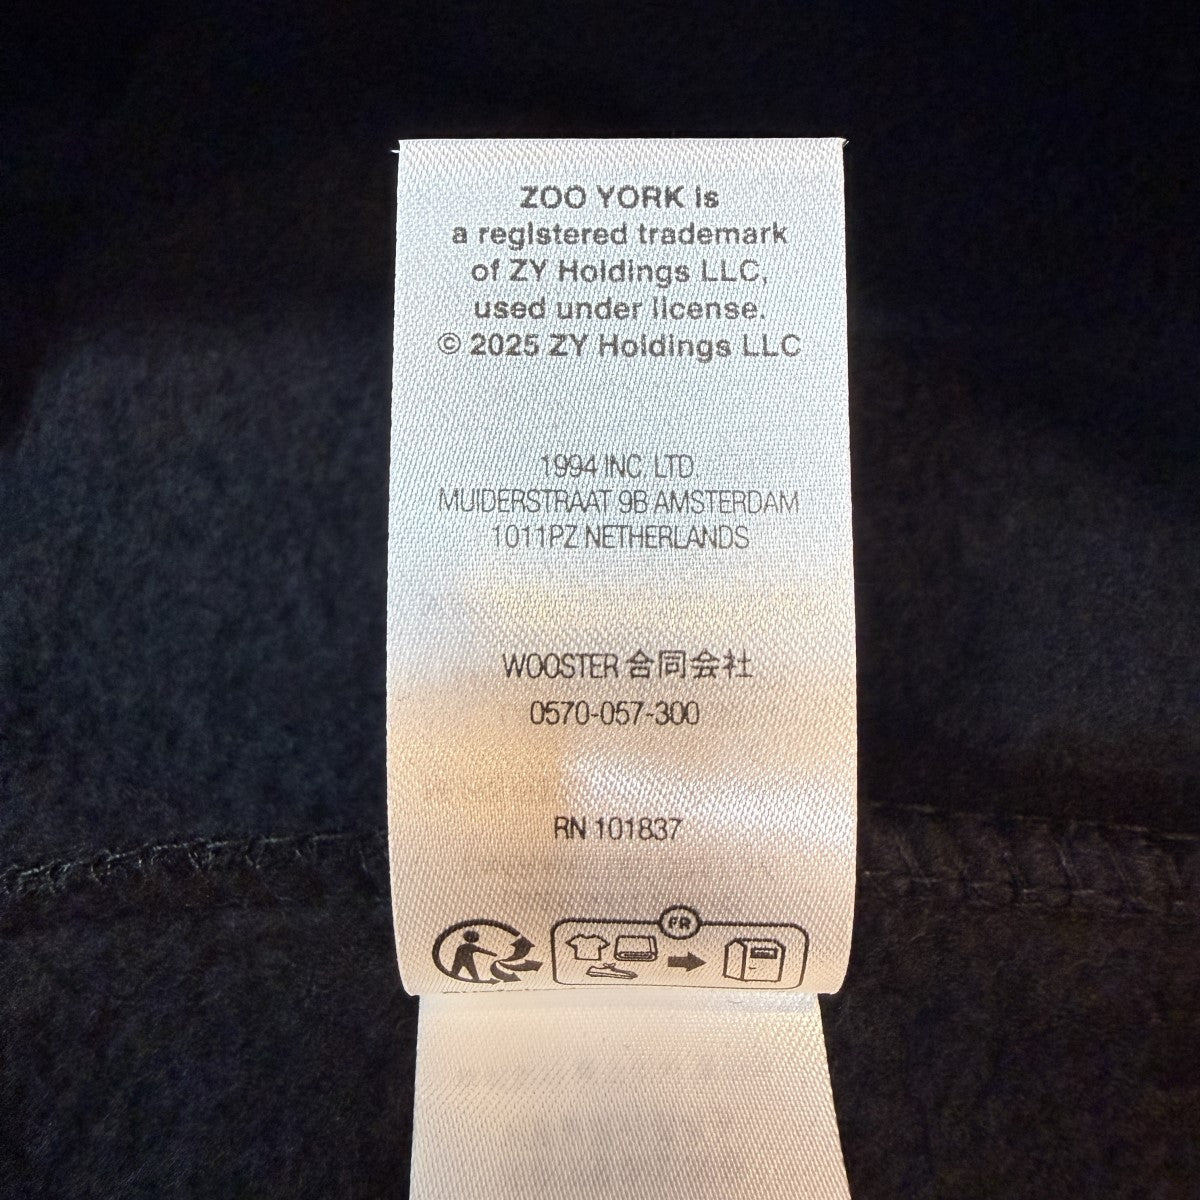 ZOO YORK is
a registered trademark
of ZY Holdings LLC,
used under license.
© 2025 ZY Holdings LLC
1994 INC. LTD
MUIDERSTRAAT 9B AMSTERDAM
1011PZ NETHERLANDS
WOOSTER 合同会社
0570-057-300
RN 101837
FR